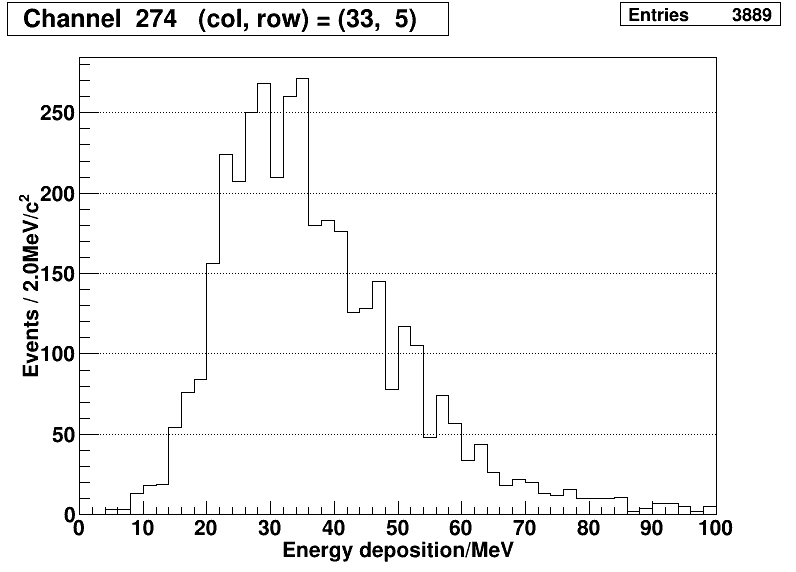 Channel 274 (col, row) = (33, 5)
Entries 3889
Events / 2.0MeV/c²
250
200
150
100
50
0
0 10 20 30 40 50 60 70 80 90 100
Energy deposition/MeV